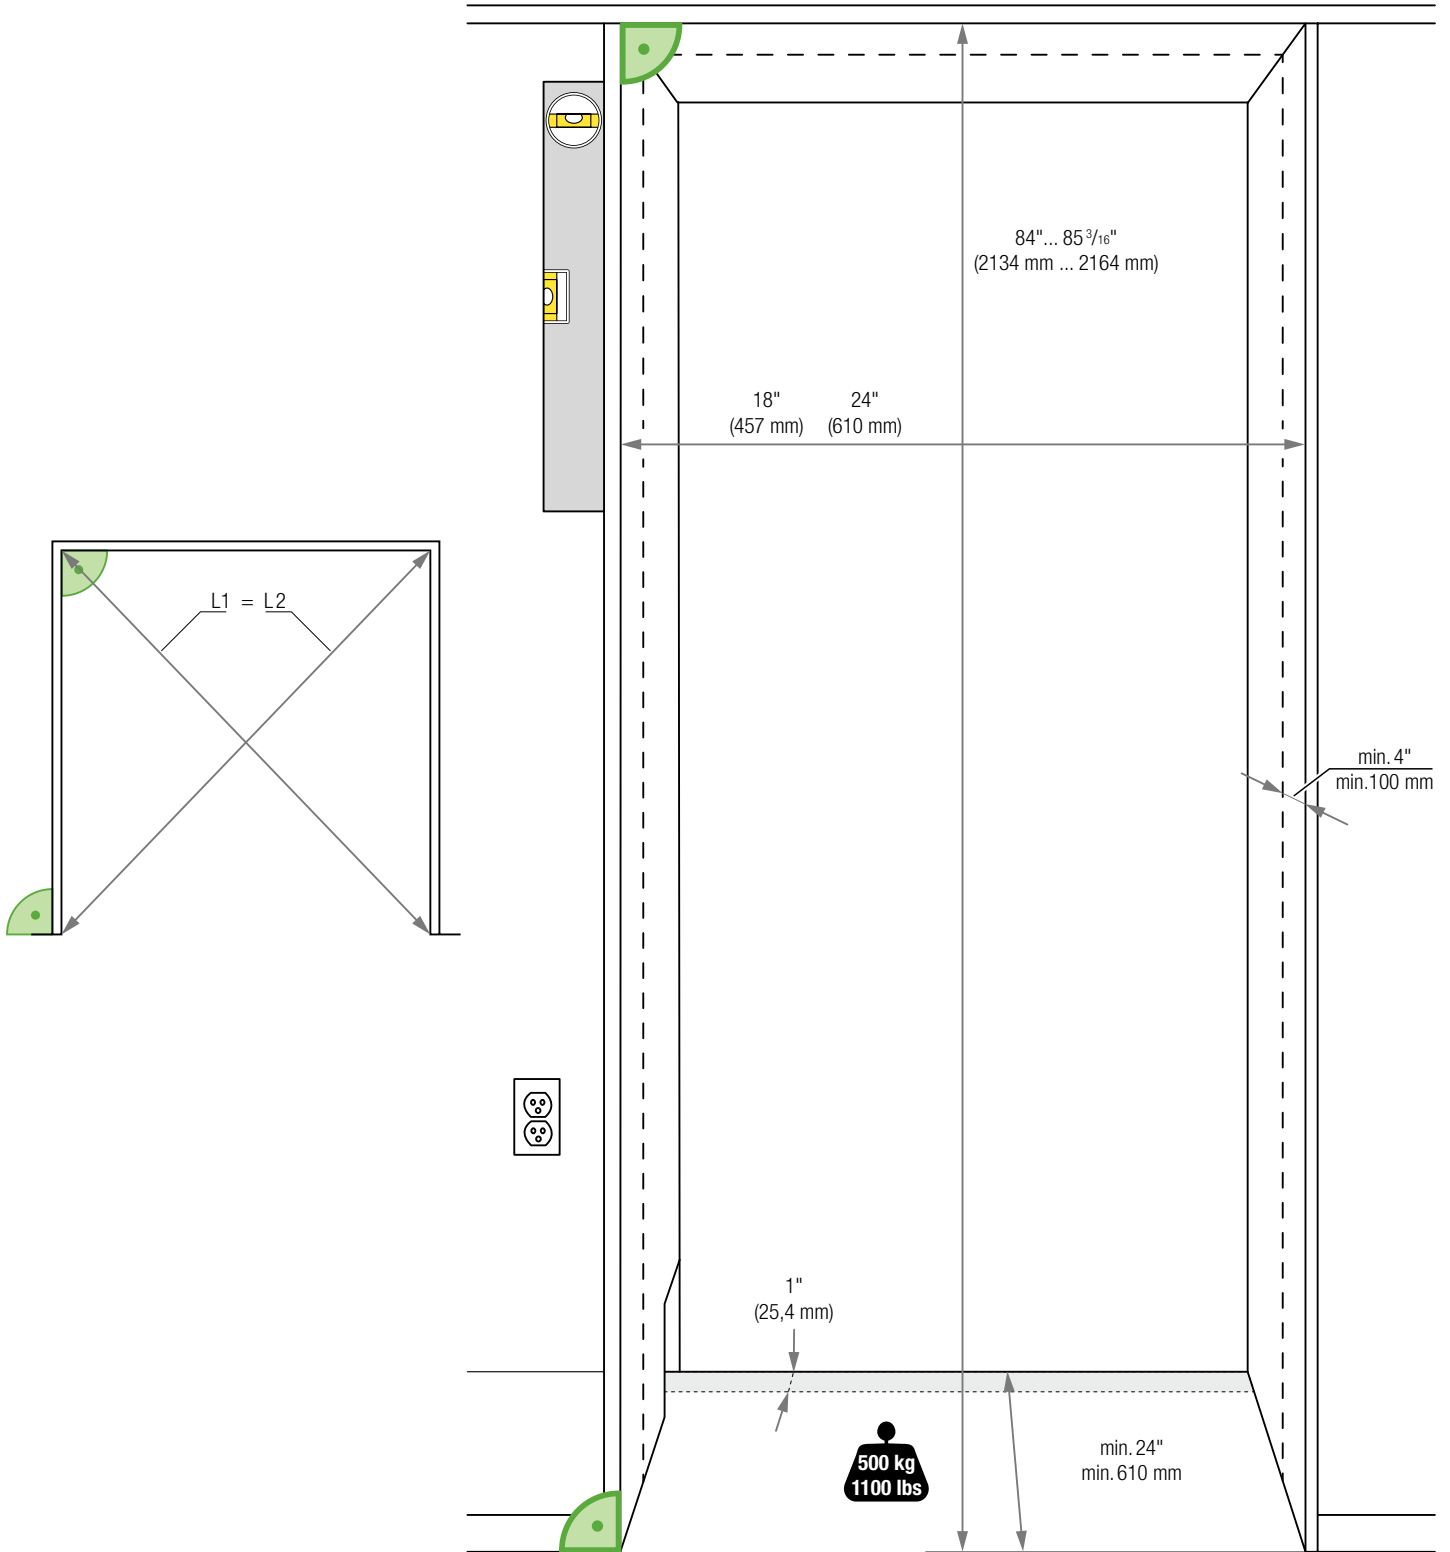 84"... 85 3/16"
(2134 mm ... 2164 mm)
18" 24"
(457 mm) (610 mm)
L1 = L2
min. 4"
min.100 mm
1"
(25,4 mm)
500 kg
1100 lbs
min. 24"
min. 610 mm